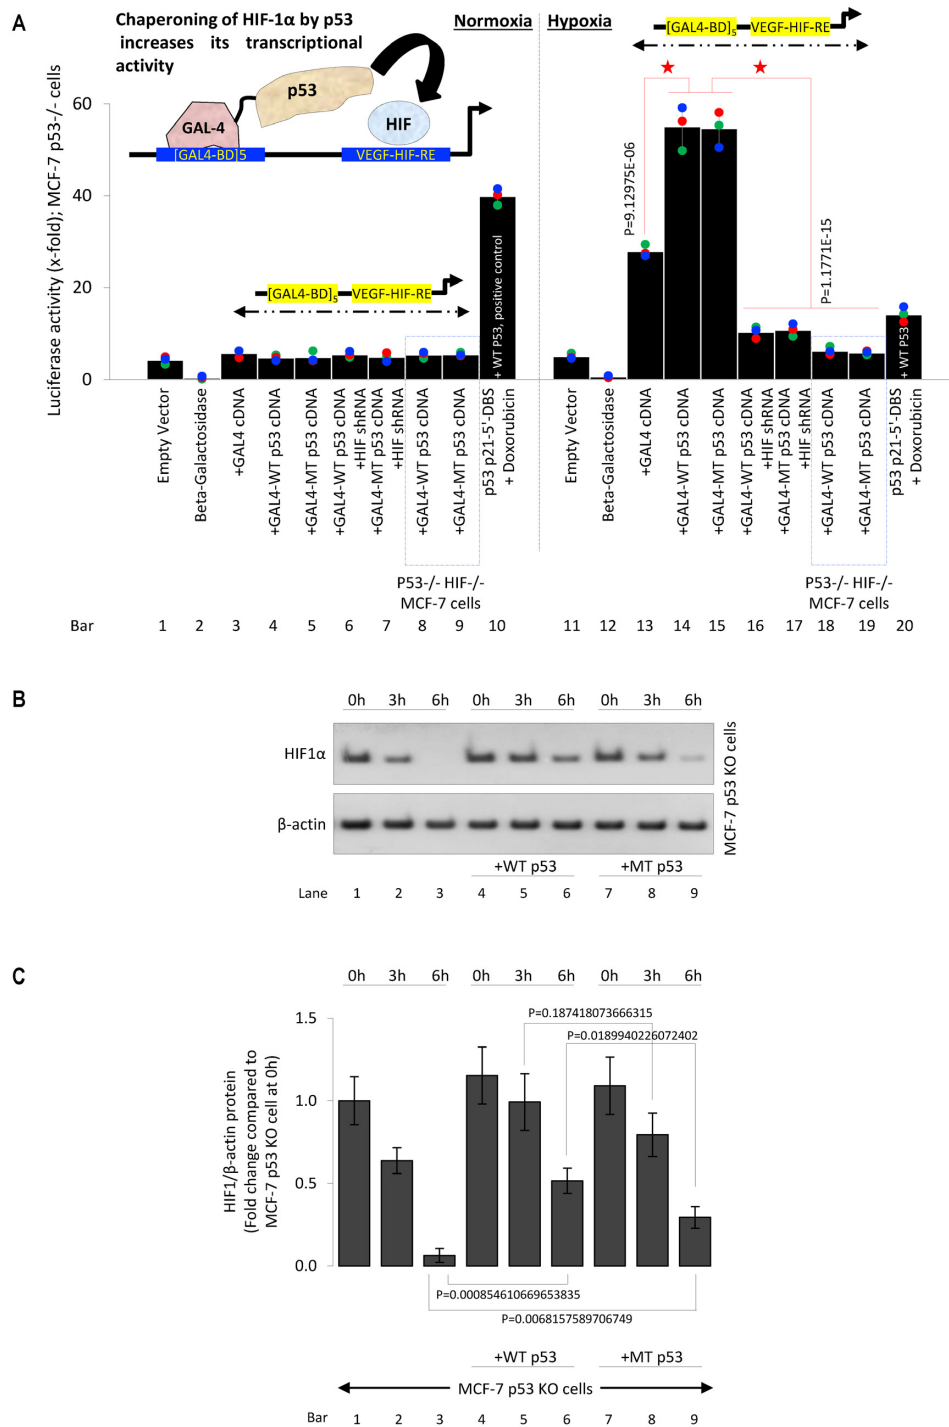 A
Chaperoning of HIF-1α by p53
increases its transcriptional
activity
Normoxia
Hypoxia
[GAL4-BD]5 VEGF-HIF-RE
p53
GAL-4
HIF
[GAL4-BD]5
VEGF-HIF-RE
[GAL4-BD]5 VEGF-HIF-RE
Luciferase activity (x-fold); MCF-7 p53-/- cells
60
40
20
0
P=9.12975E-06
P=1.1771E-15
+ WT P53, positive control
+ WT P53
Empty Vector
Beta-Galactosidase
+GAL4 cDNA
+GAL4-WT P53 cDNA
+GAL4-MT P53 cDNA
+GAL4-WT P53 cDNA
+HIF shRNA
+GAL4-MT P53 cDNA
+HIF shRNA
+GAL4-WT P53 cDNA
+GAL4-MT P53 cDNA
p53 p21-5'-DBS
+ Doxorubicin
Empty Vector
Beta-Galactosidase
+GAL4 cDNA
+GAL4-WT P53 cDNA
+GAL4-MT P53 cDNA
+GAL4-WT P53 cDNA
+HIF shRNA
+GAL4-MT P53 cDNA
+HIF shRNA
+GAL4-WT P53 cDNA
+GAL4-MT P53 cDNA
p53 p21-5'-DBS
+ Doxorubicin
P53-/- HIF-/-
MCF-7 cells
P53-/- HIF-/-
MCF-7 cells
Bar 1 2 3 4 5 6 7 8 9 10 11 12 13 14 15 16 17 18 19 20
B
0h 3h 6h 0h 3h 6h 0h 3h 6h
HIF1α
β-actin
MCF-7 p53 KO cells
+WT p53 +MT p53
Lane 1 2 3 4 5 6 7 8 9
C
0h 3h 6h 0h 3h 6h 0h 3h 6h
HIF1/β-actin protein
(Fold change compared to
MCF-7 p53 KO cell at 0h)
1.5
1.0
0.5
0.0
P=0.187418073666315
P=0.0189940226072402
P=0.000854610669653835
P=0.0068157589706749
+WT p53 +MT p53
MCF-7 p53 KO cells
Bar 1 2 3 4 5 6 7 8 9